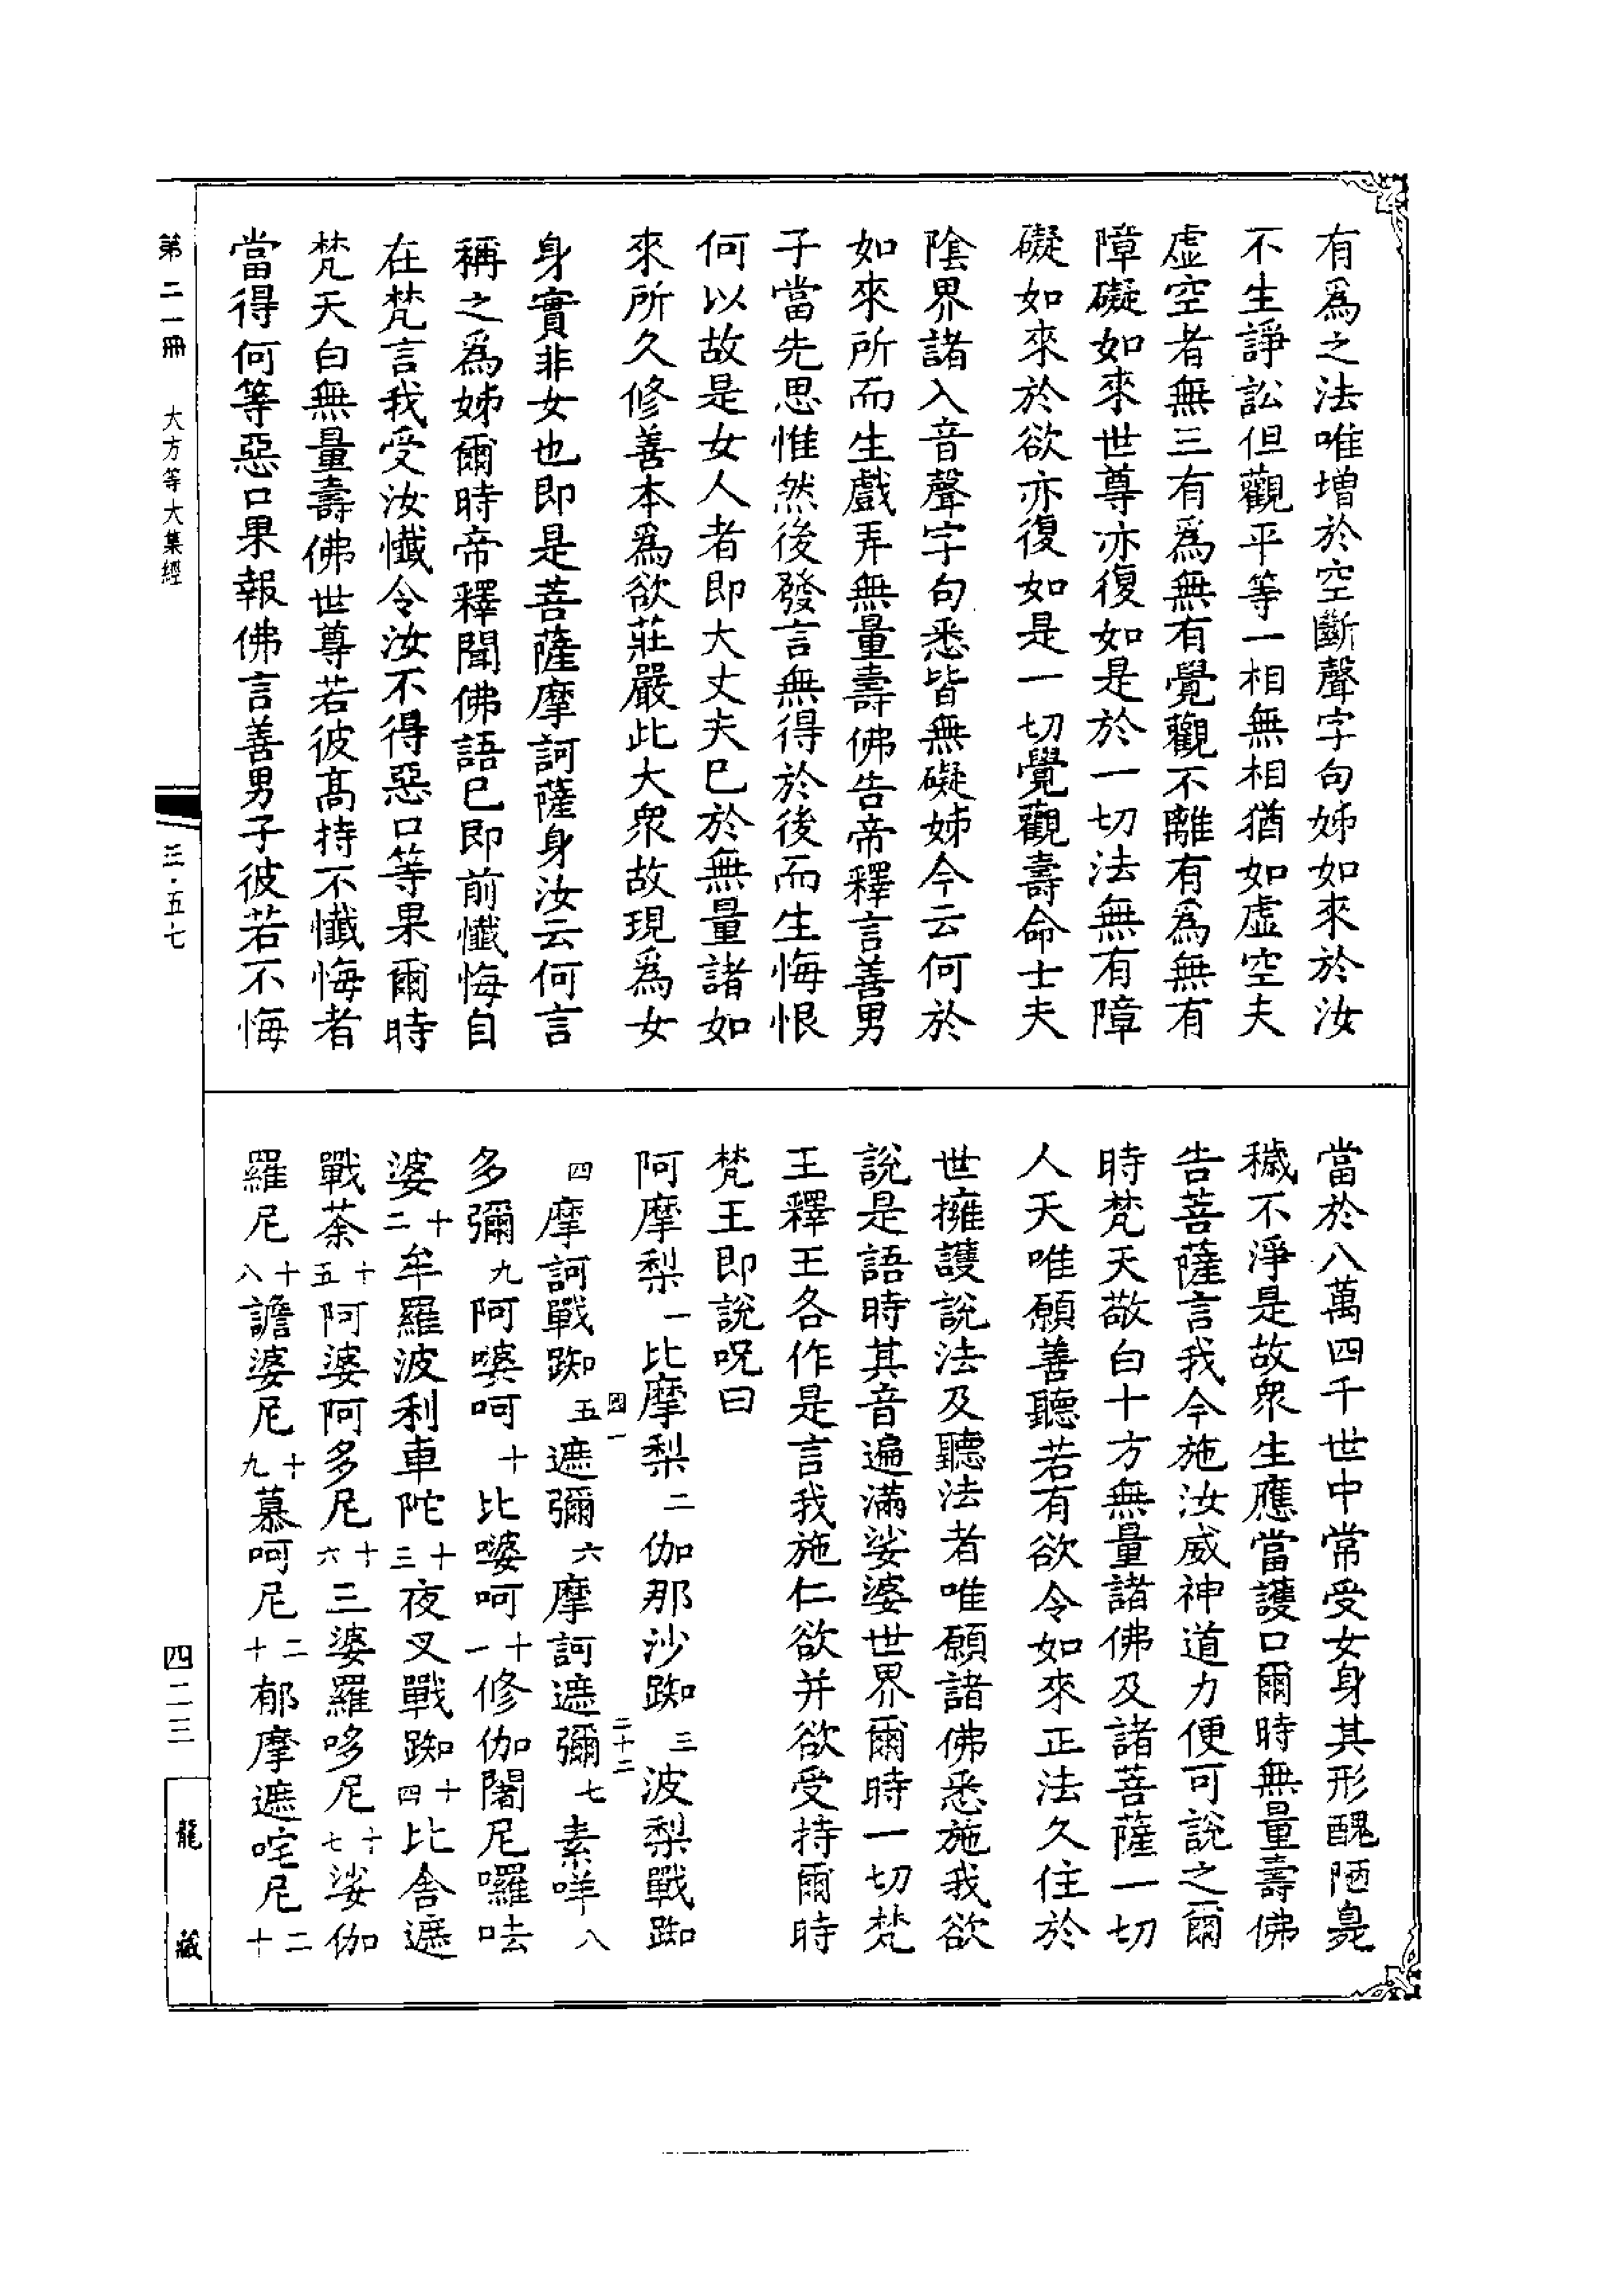 有爲之法唯增於空斷聲字句姊如來於汝
不生諍訟但觀平等一相無相猶如虛空夫
虛空者無三有爲無有覺觀不離有爲無有
障礙如來世尊亦復如是於一切法無有障
礙如來於欲亦復如是一切覺觀壽命士夫
陰界諸入音聲字句悉皆無礙姊今云何於
如來所而生戲弄無量壽佛告帝釋言善男
子當先思惟然後發言無得於後而生悔恨
何以故是女人者即大丈夫已於無量諸如
來所久修善本爲欲莊嚴此大衆故現爲女
身實非女也即是菩薩摩訶薩身汝云何言
稱之爲姊爾時帝釋聞佛語已即前懺悔自
在梵言我受汝懺令汝不得惡口等果爾時
梵天白無量壽佛世尊若彼高持不懺悔者
當得何等惡口果報佛言善男子彼若不悔
當於八萬四千世中常受女身其形醜陋臭
穢不淨是故衆生應當護口爾時無量壽佛
告菩薩言我今施汝威神道力便可說之爾
時梵天敬白十方無量諸佛及諸菩薩一切
人天唯願善聽若有欲令如來正法久住於
世擁護說法及聽法者唯願諸佛悉施我欲
說是語時其音遍滿娑婆世界爾時一切梵
王釋王各作是言我施仁欲并欲受持爾時
梵王即說呪曰
阿摩梨一比摩梨二伽那沙踟三波梨戰踟
四摩訶戰踟五遮彌六摩訶遮彌七素咩八
多彌九阿婆呵十比婆呵十一修伽闍尼囉呿
婆十二牟羅波利車陀十三夜叉戰踟十四比舍遮
戰荼十五阿婆阿多尼十六三婆羅哆尼十七娑伽
羅尼十八譫婆尼十九慕呵尼二十郁摩遮咤尼二十
二十二
第二一冊 大方等大集經
三·五七
四二三
龍藏